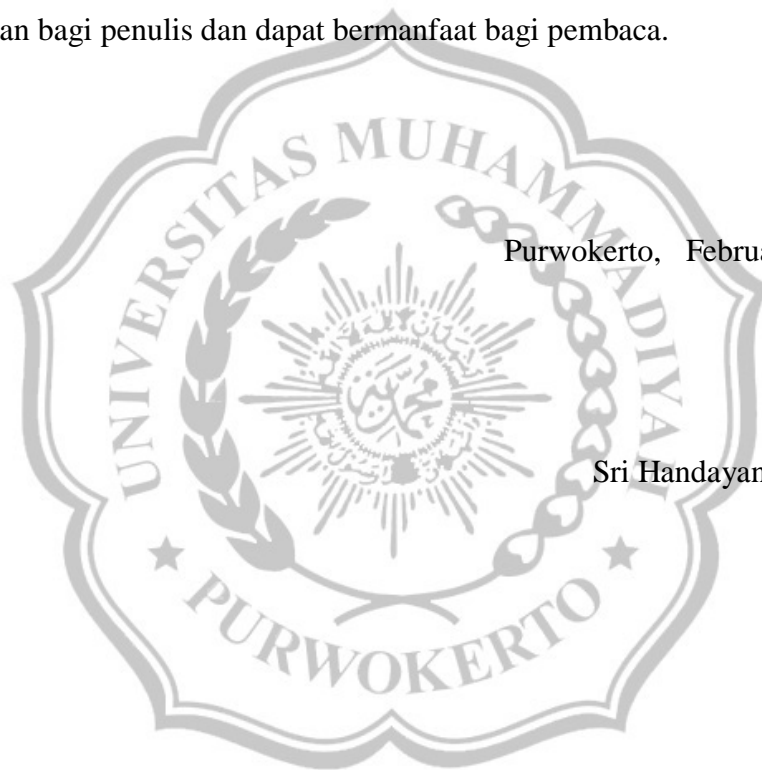 an bagi penulis dan dapat bermanfaat bagi pembaca.
UNIVERSITAS MUHAMMADIYAH
Purwokerto, Februa
Sri Handayan
PURWOKERTO